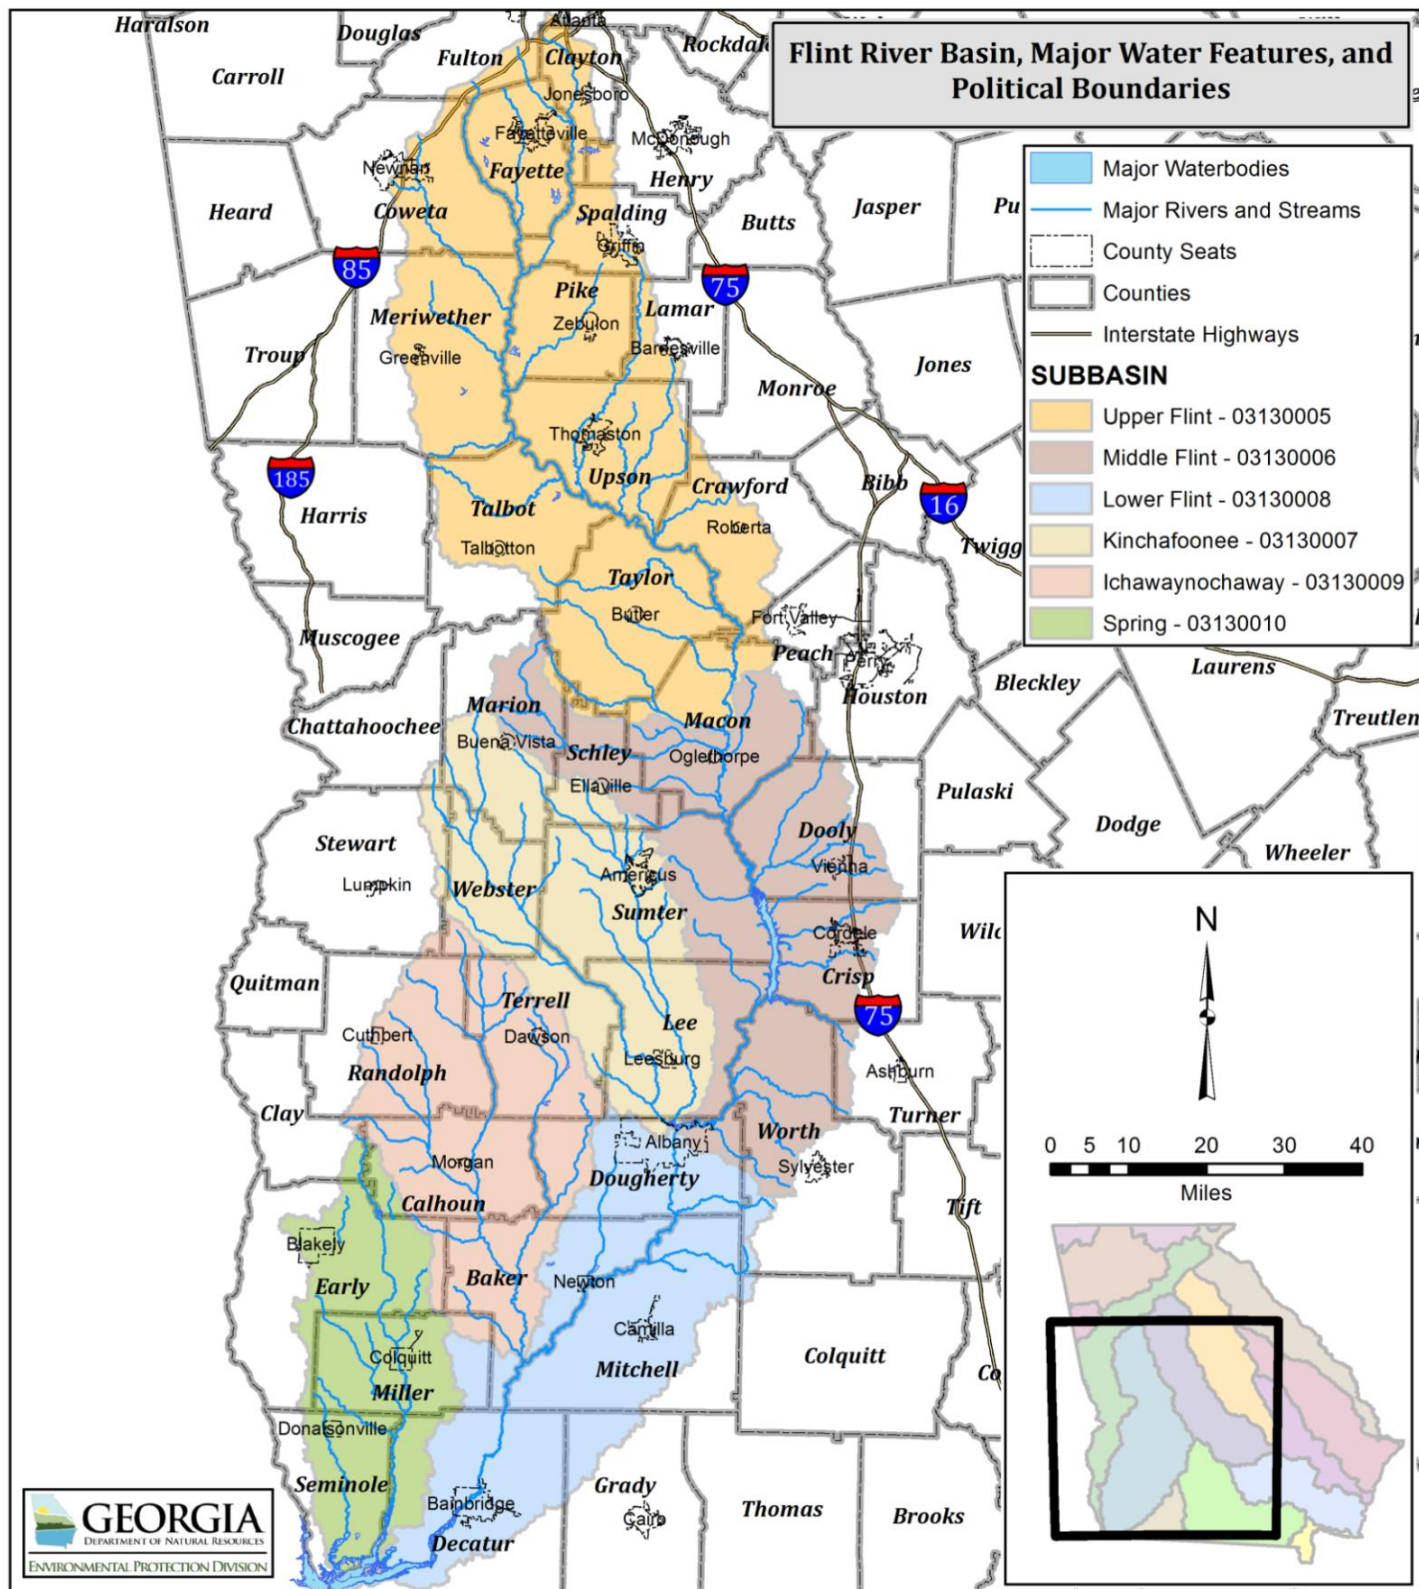 Flint River Basin, Major Water Features, and
Political Boundaries
Major Waterbodies
Major Rivers and Streams
County Seats
Counties
Interstate Highways
SUBBASIN
Upper Flint - 03130005
Middle Flint - 03130006
Lower Flint - 03130008
Kinchafoonee - 03130007
Ichawaynochaway - 03130009
Spring - 03130010
Haralson
Douglas
Atlanta
Carroll
Fulton
Clayton
Jonesboro
Fayetteville
McDonough
Newnan
Fayette
Henry
Heard
Coweta
Spalding
Butts
Jasper
Griffin
85
75
Pike
Lamar
Meriwether
Zebulon
Troup
Greenville
Barnesville
Jones
Monroe
Thomaston
185
Upson
Crawford
Bibb
16
Harris
Talbot
Roberta
Talbotton
Taylor
Butler
Fort Valley
Muscogee
Peach
Perry
Laurens
Houston
Bleckley
Marion
Macon
Treutlen
Chattahoochee
Buena Vista
Schley
Oglethorpe
Ellaville
Pulaski
Dooly
Dodge
Stewart
Vienna
Wheeler
Lumpkin
Webster
Americus
Sumter
Cordele
Quitman
Crisp
Terrell
75
Lee
Cuthbert
Dawson
Leesburg
Randolph
Ashburn
Clay
Turner
Albany
Worth
Morgan
Dougherty
Sylvester
Calhoun
Tift
Blakely
Early
Baker
Newton
Camilla
Colquitt
Mitchell
Colquitt
Miller
Donalsonville
Seminole
Bainbridge
Grady
Cairo
Thomas
Brooks
Decatur
N
0 5 10 20 30 40
Miles
GEORGIA
DEPARTMENT OF NATURAL RESOURCES
ENVIRONMENTAL PROTECTION DIVISION